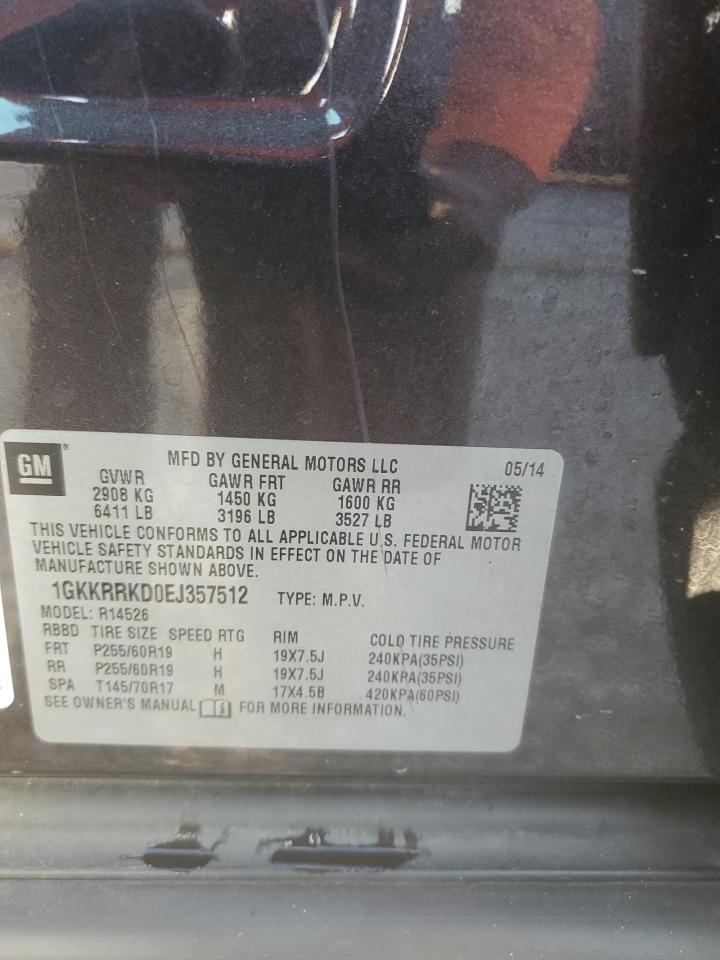 GM ® MFD BY GENERAL MOTORS LLC 05/14
GVWR GAWR FRT GAWR RR
2908 KG 1450 KG 1600 KG
6411 LB 3196 LB 3527 LB
THIS VEHICLE CONFORMS TO ALL APPLICABLE U.S. FEDERAL MOTOR
VEHICLE SAFETY STANDARDS IN EFFECT ON THE DATE OF
MANUFACTURE SHOWN ABOVE.
1GKKRRKD0EJ357512 TYPE: M.P.V.
MODEL: R14526
RBBD TIRE SIZE SPEED RTG RIM COLD TIRE PRESSURE
FRT P255/60R19 H 19X7.5J 240KPA(35PSI)
RR P255/60R19 H 19X7.5J 240KPA(35PSI)
SPA T145/70R17 M 17X4.5B 420KPA(60PSI)
SEE OWNER'S MANUAL FOR MORE INFORMATION.